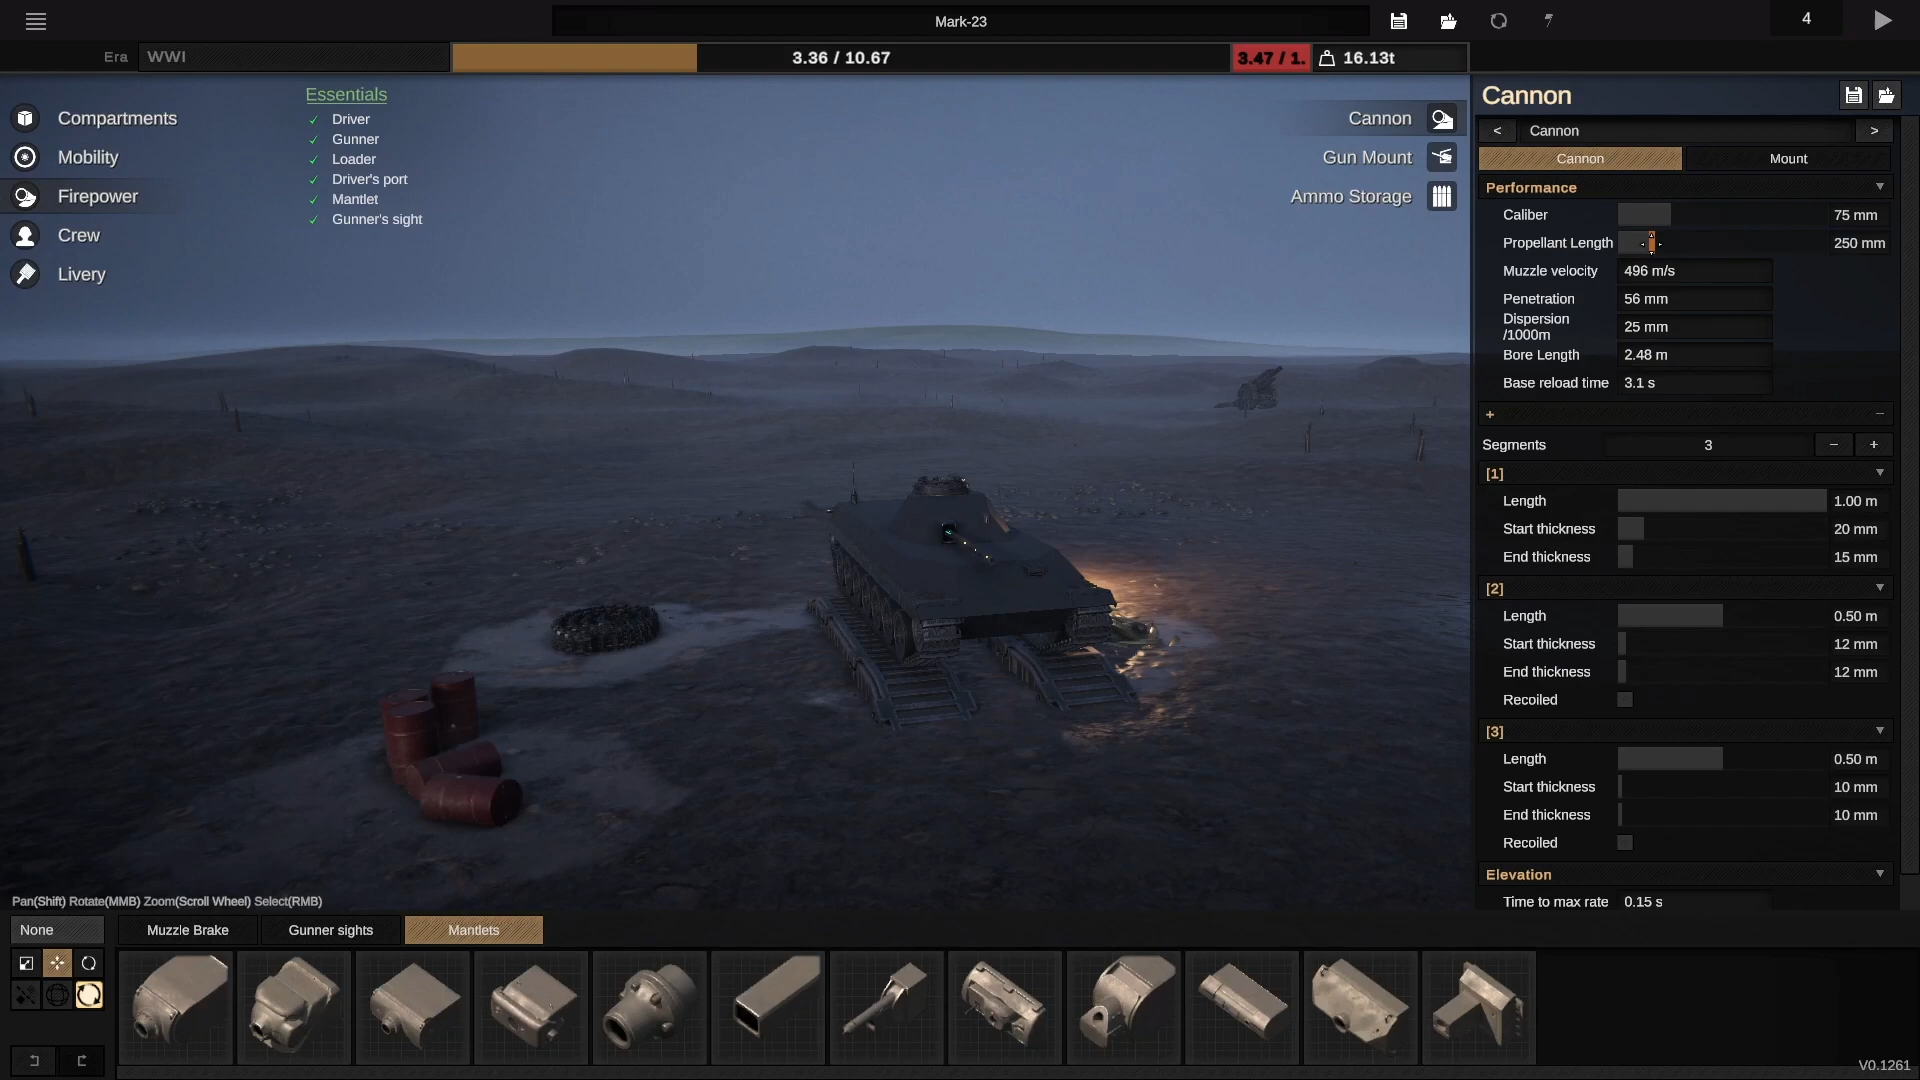 Mark-23
4
Era
WWI
3.36 / 10.67
3.47 / 1.
16.13t
Compartments
Mobility
Firepower
Crew
Livery
Essentials
✓ Driver
✓ Gunner
✓ Loader
✓ Driver's port
✓ Mantlet
✓ Gunner's sight
Cannon
Gun Mount
Ammo Storage
Cannon
< Cannon >
Cannon Mount
Performance
Caliber 75 mm
Propellant Length 250 mm
Muzzle velocity 496 m/s
Penetration 56 mm
Dispersion
/1000m 25 mm
Bore Length 2.48 m
Base reload time 3.1 s
+ −
Segments 3 − +
[1]
Length 1.00 m
Start thickness 20 mm
End thickness 15 mm
[2]
Length 0.50 m
Start thickness 12 mm
End thickness 12 mm
Recoiled
[3]
Length 0.50 m
Start thickness 10 mm
End thickness 10 mm
Recoiled
Elevation
Time to max rate 0.15 s
Pan(Shift) Rotate(MMB) Zoom(Scroll Wheel) Select(RMB)
None
Muzzle Brake
Gunner sights
Mantlets
V0.1261